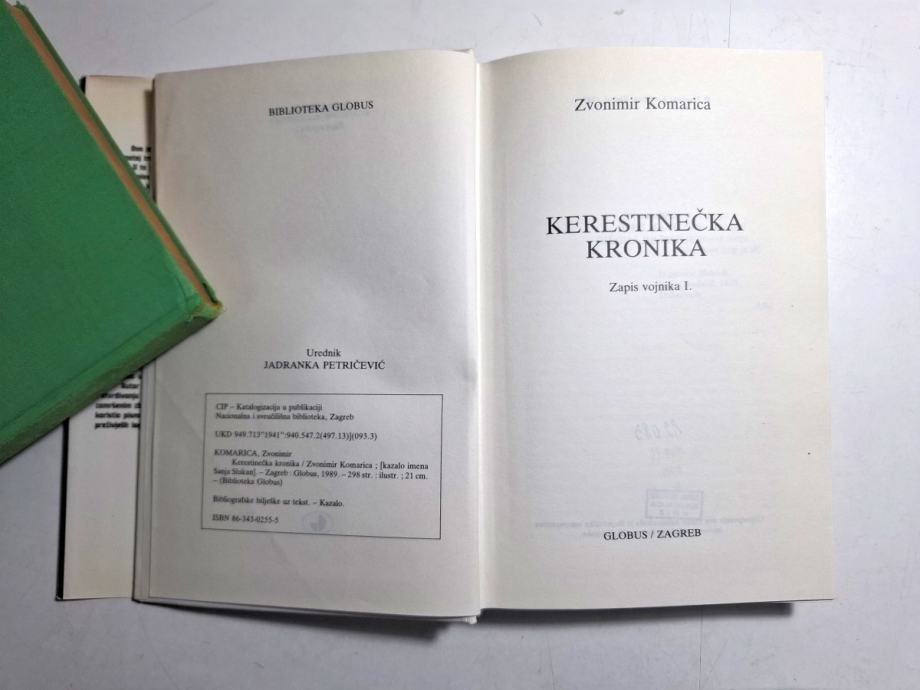 BIBLIOTEKA GLOBUS
Urednik
JADRANKA PETRIČEVIĆ
CIP – Katalogizacija u publikaciji
Nacionalna i sveučilišna biblioteka, Zagreb
UKD 949.713"1941":940.547.2(497.13)](093.3)
KOMARICA, Zvonimir
Kerestinečka kronika / Zvonimir Komarica ; [kazalo imena
Sanja Slukan]. – Zagreb : Globus, 1989. – 298 str. : ilustr. ; 21 cm.
– (Biblioteka Globus)
Bibliografske bilješke uz tekst. – Kazalo.
ISBN 86-343-0255-5
Zvonimir Komarica
KERESTINEČKA
KRONIKA
Zapis vojnika I.
GLOBUS / ZAGREB